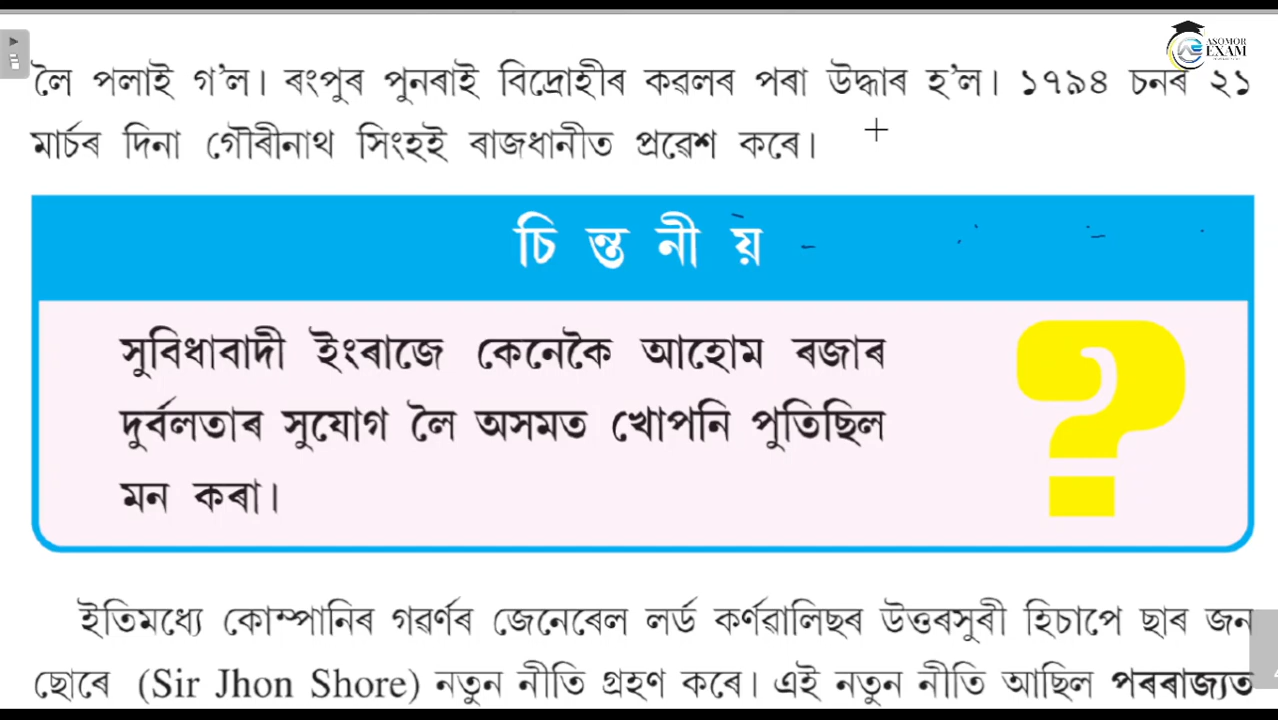 ASOMOR
EXAM
লৈ পলাই গ'ল। ৰংপুৰ পুনৰাই বিদ্ৰোহীৰ কৱলৰ পৰা উদ্ধাৰ হ'ল। ১৭৯৪ চনৰ ২১
মাৰ্চৰ দিনা গৌৰীনাথ সিংহই ৰাজধানীত প্ৰৱেশ কৰে।
চিন্তনীয়
সুবিধাবাদী ইংৰাজে কেনেকৈ আহোম ৰজাৰ
দুৰ্বলতাৰ সুযোগ লৈ অসমত খোপনি পুতিছিল
মন কৰা।
?
ইতিমধ্যে কোম্পানিৰ গৱৰ্ণৰ জেনেৰেল লৰ্ড কৰ্ণৱালিছৰ উত্তৰসুৰী হিচাপে ছাৰ জন
ছোৰে (Sir Jhon Shore) নতুন নীতি গ্ৰহণ কৰে। এই নতুন নীতি আছিল পৰৰাজ্যত